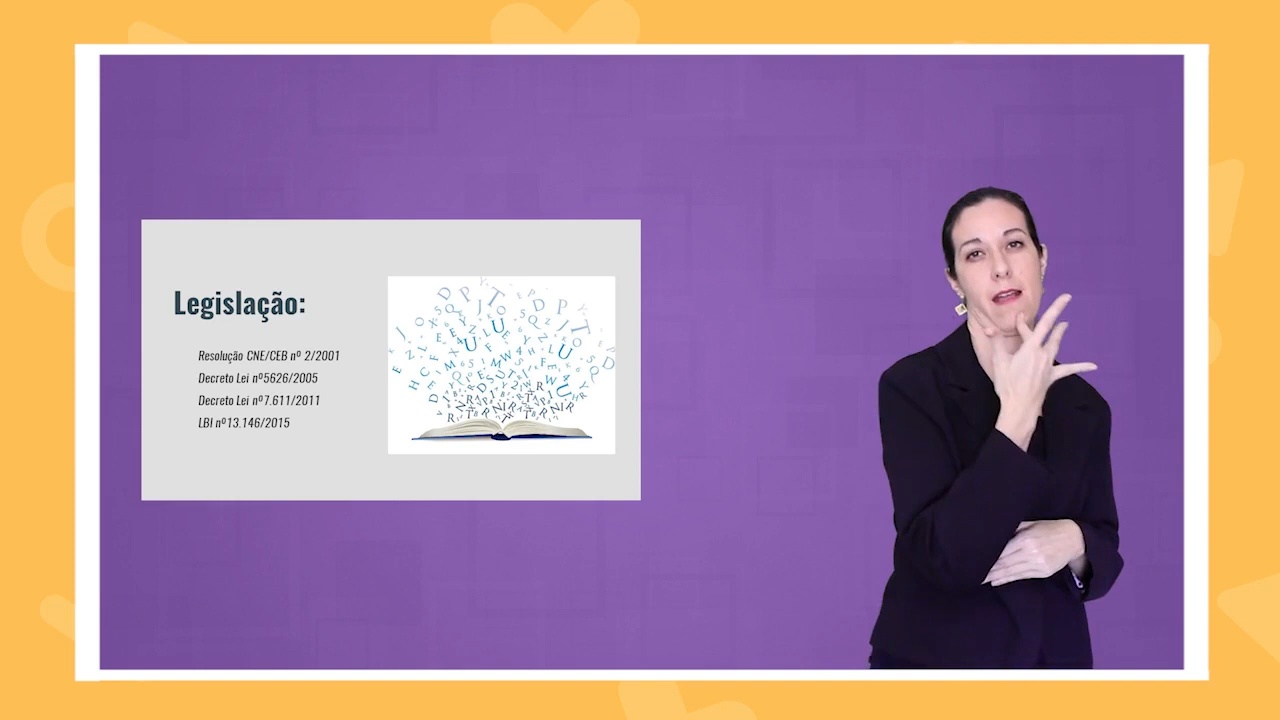 Legislação:
Resolução CNE/CEB nº 2/2001
Decreto Lei nº5626/2005
Decreto Lei nº7.611/2011
LBI nº13.146/2015